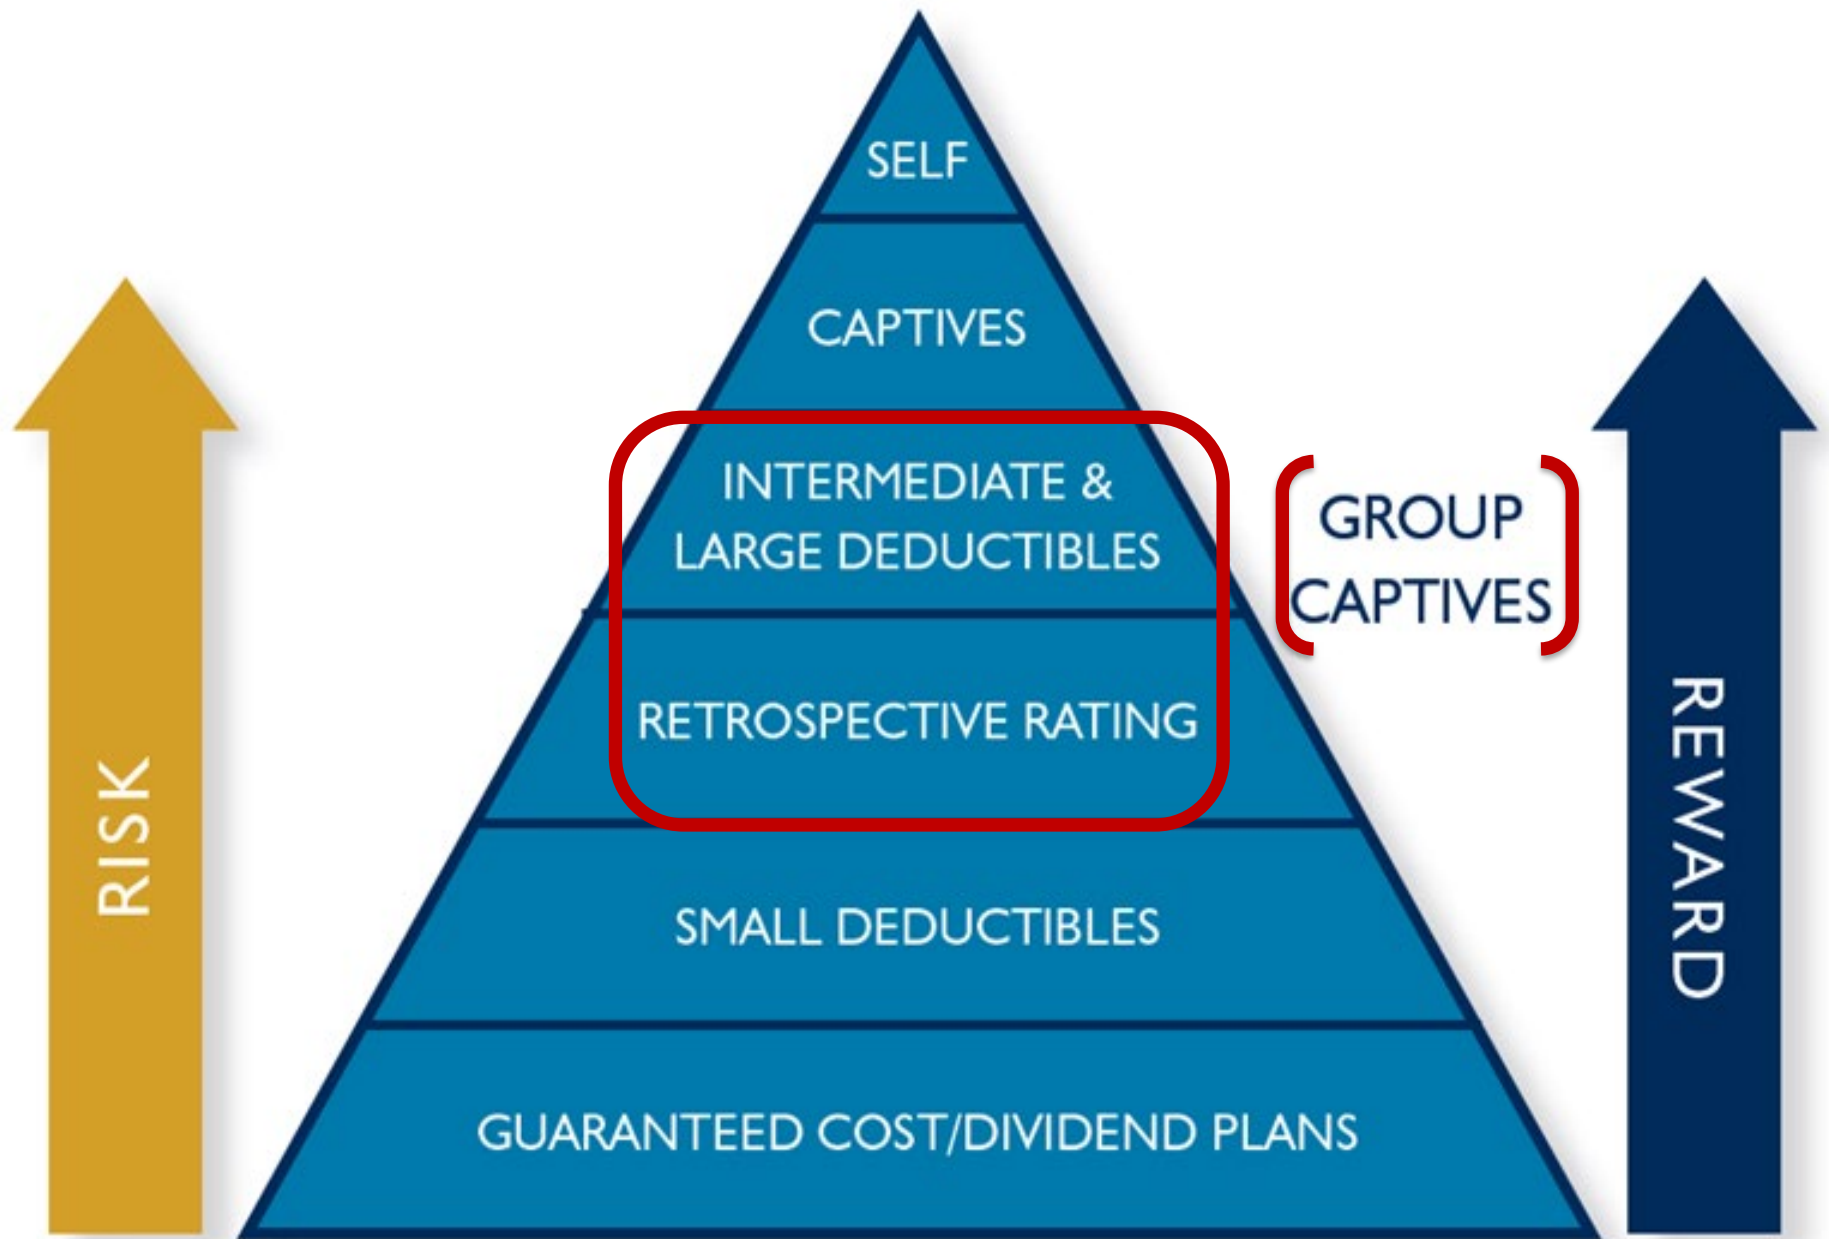 SELF
CAPTIVES
INTERMEDIATE &
LARGE DEDUCTIBLES
GROUP
CAPTIVES
RETROSPECTIVE RATING
SMALL DEDUCTIBLES
GUARANTEED COST/DIVIDEND PLANS
RISK
REWARD